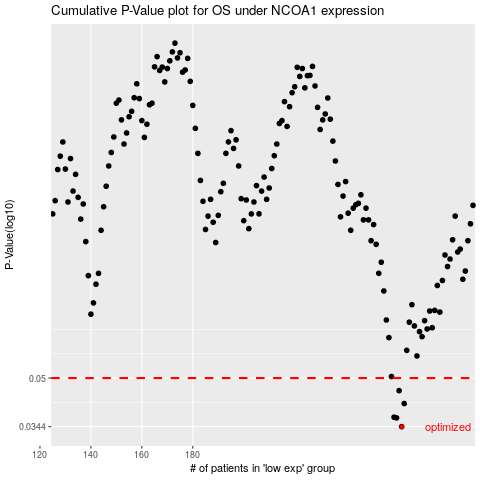 Cumulative P-Value plot for OS under NCOA1 expression
P-Value(log10)
0.05
0.0344
optimized
120 140 160 180
# of patients in 'low exp' group